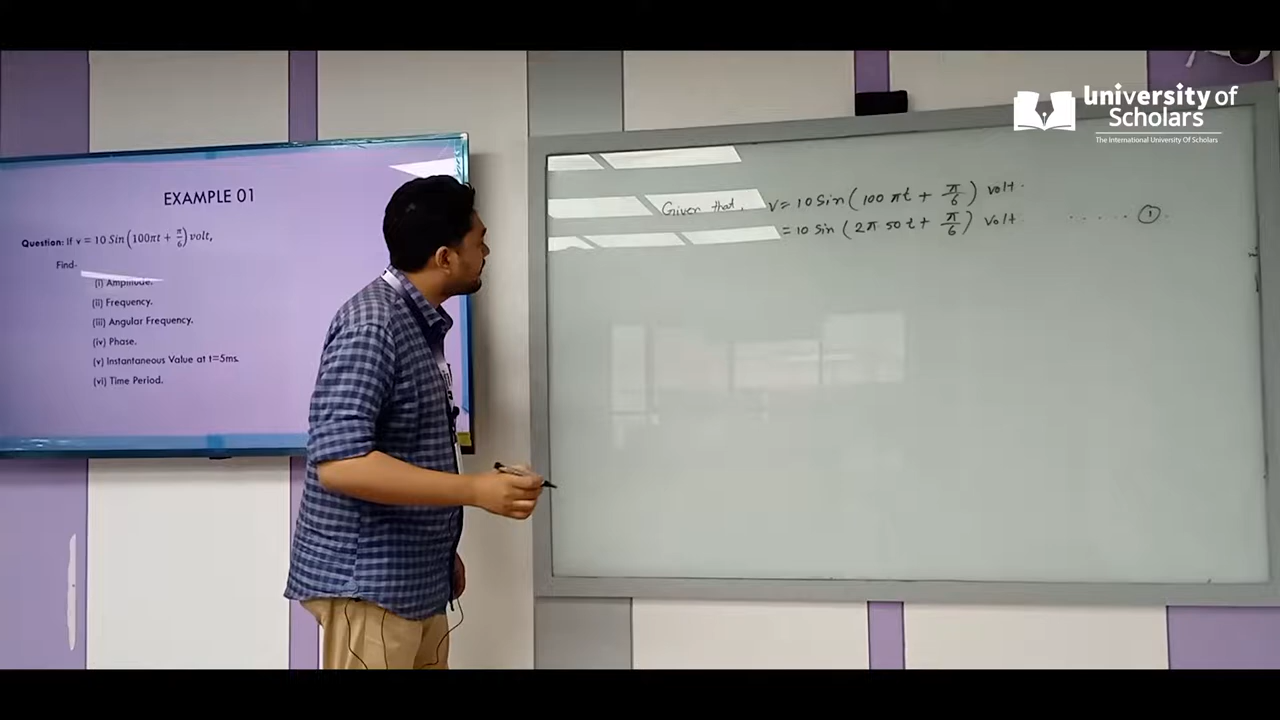 University of
Scholars
The International University Of Scholars
EXAMPLE 01
Question: If v = 10 Sin(100πt + π/6) volt,
Find-
(i) Amplitude.
(ii) Frequency.
(iii) Angular Frequency.
(iv) Phase.
(v) Instantaneous Value at t=5ms.
(vi) Time Period.
Given that, V = 10 Sin (100 πt + π/6) volt.
= 10 Sin (2π 50t + π/6) volt ...... ①.